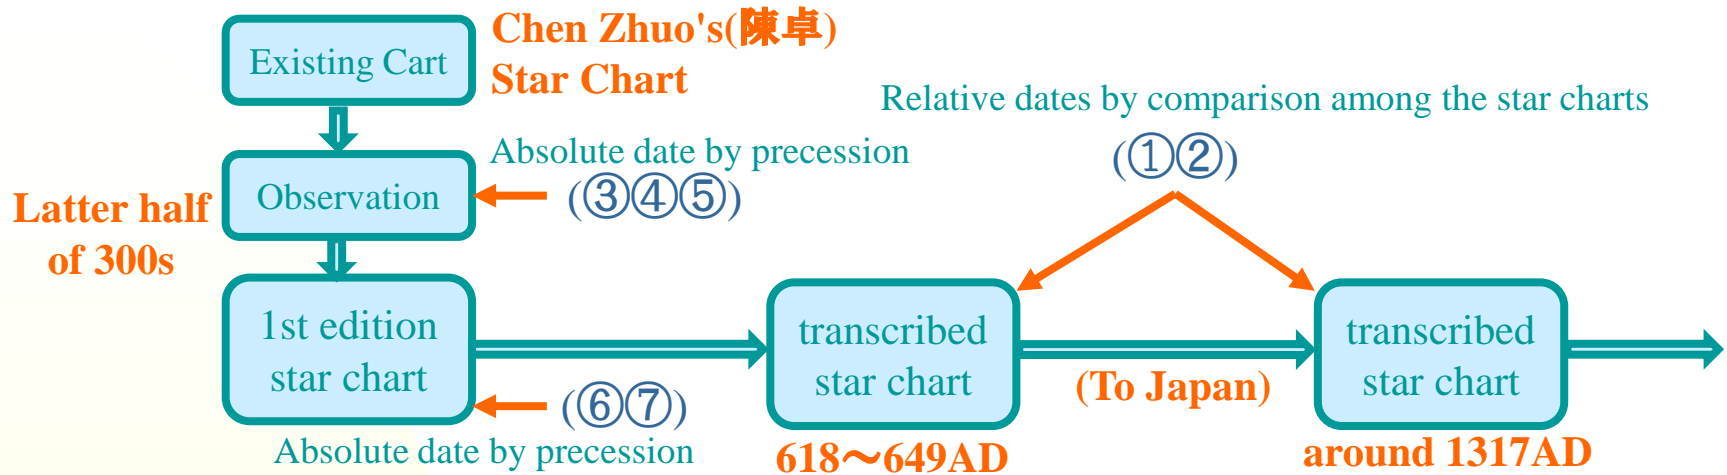 Existing Cart
Chen Zhuo's(陳卓)
Star Chart
Relative dates by comparison among the star charts
(①②)
Absolute date by precession
(③④⑤)
Observation
Latter half
of 300s
1st edition
star chart
transcribed
star chart
(To Japan)
transcribed
star chart
(⑥⑦)
Absolute date by precession
618～649AD
around 1317AD